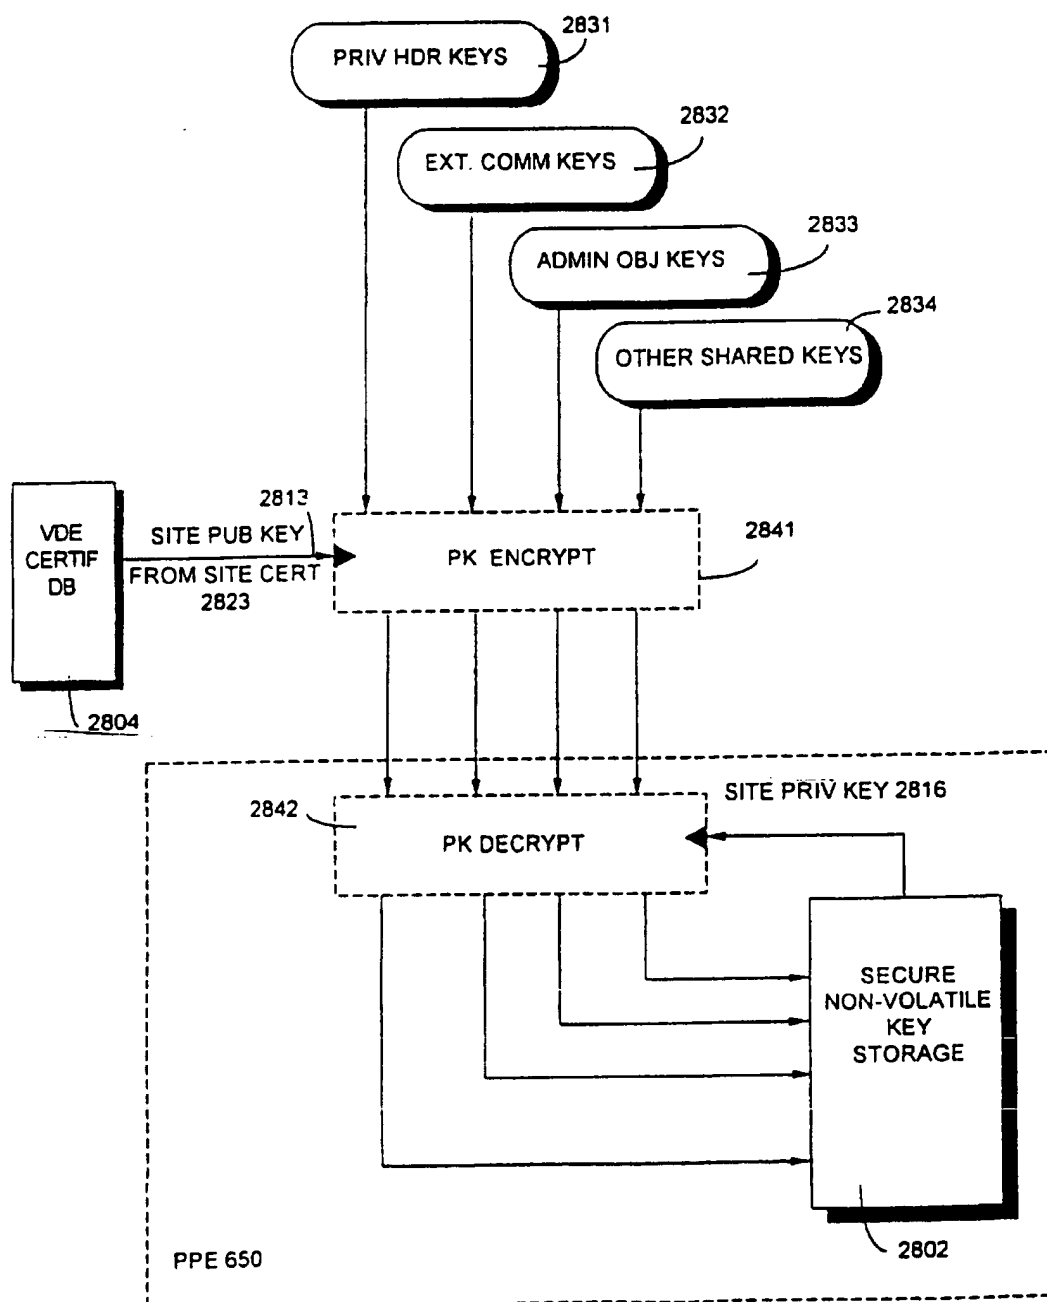 2831
PRIV HDR KEYS
2832
EXT. COMM KEYS
2833
ADMIN OBJ KEYS
2834
OTHER SHARED KEYS
VDE
CERTIF
DB
2813
SITE PUB KEY
FROM SITE CERT
2823
PK ENCRYPT
2841
2804
2842
PK DECRYPT
SITE PRIV KEY 2816
SECURE
NON-VOLATILE
KEY
STORAGE
2802
PPE 650